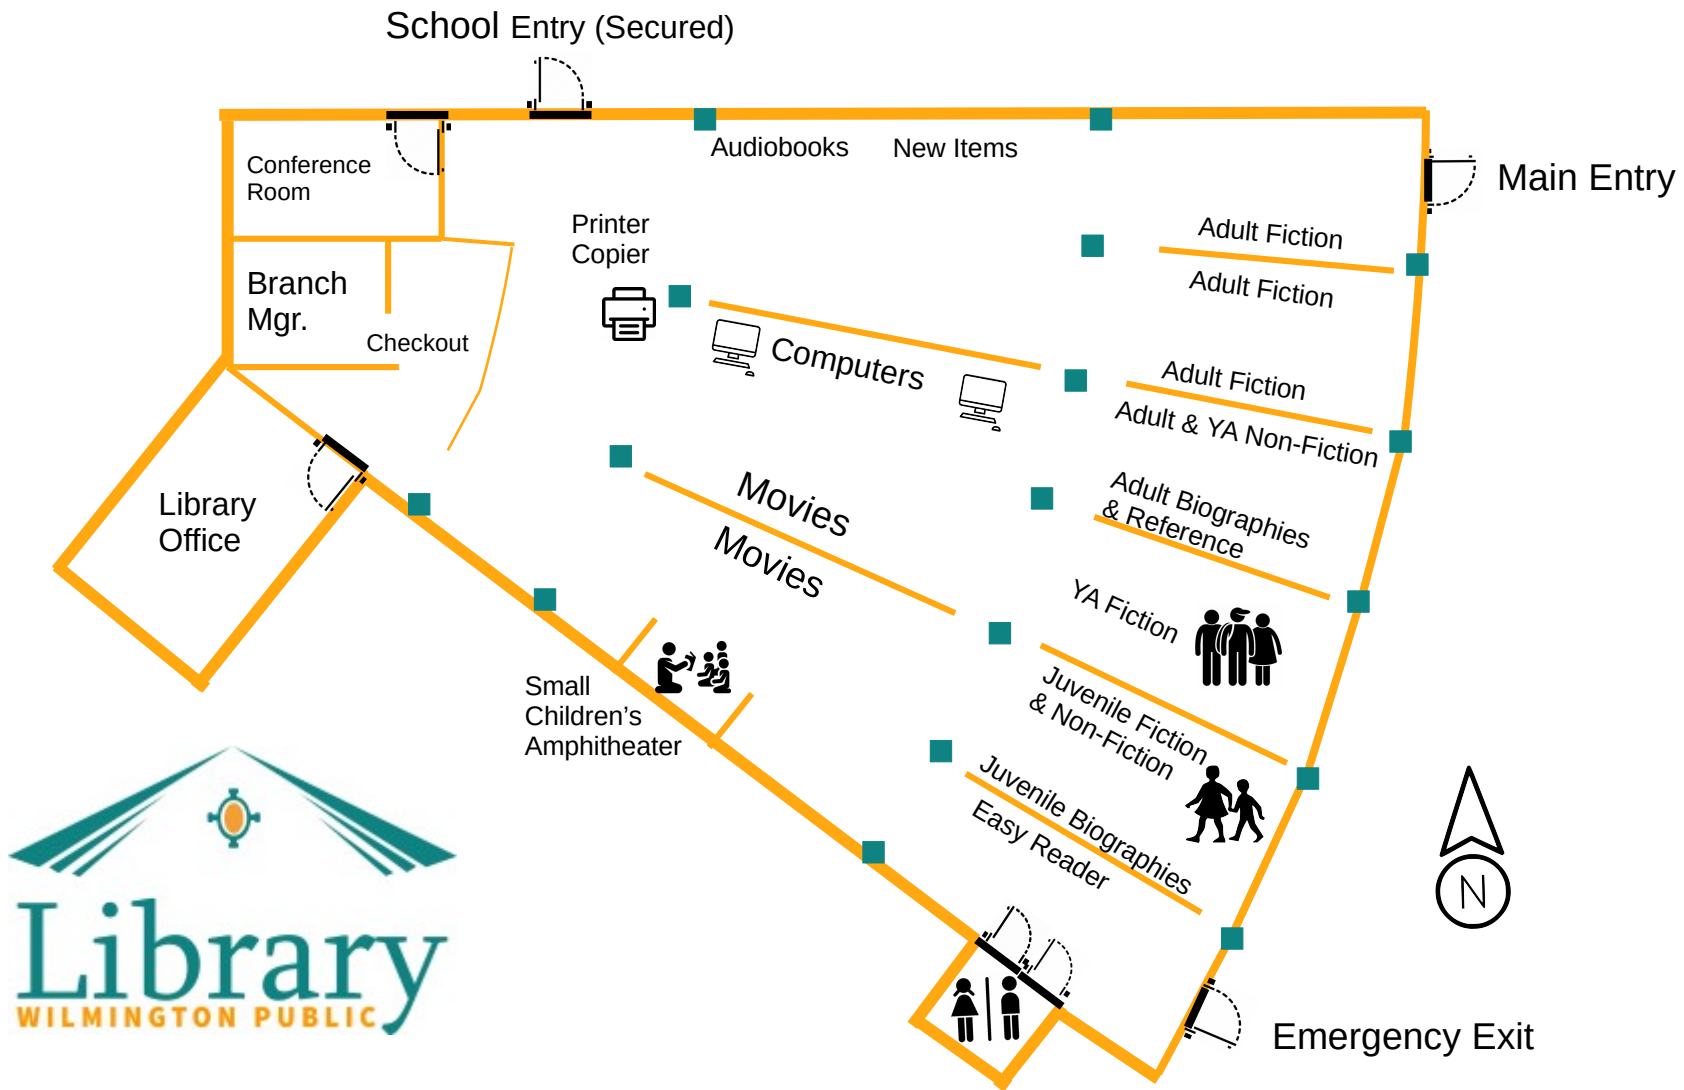 School Entry (Secured)
Audiobooks
New Items
Conference
Room
Main Entry
Printer
Copier
Adult Fiction
Adult Fiction
Branch
Mgr.
Checkout
Computers
Adult Fiction
Adult & YA Non-Fiction
Movies
Movies
Adult Biographies
& Reference
Library
Office
YA Fiction
Small
Children’s
Amphitheater
Juvenile Fiction
& Non-Fiction
Juvenile Biographies
Easy Reader
N
Library
WILMINGTON PUBLIC
Emergency Exit